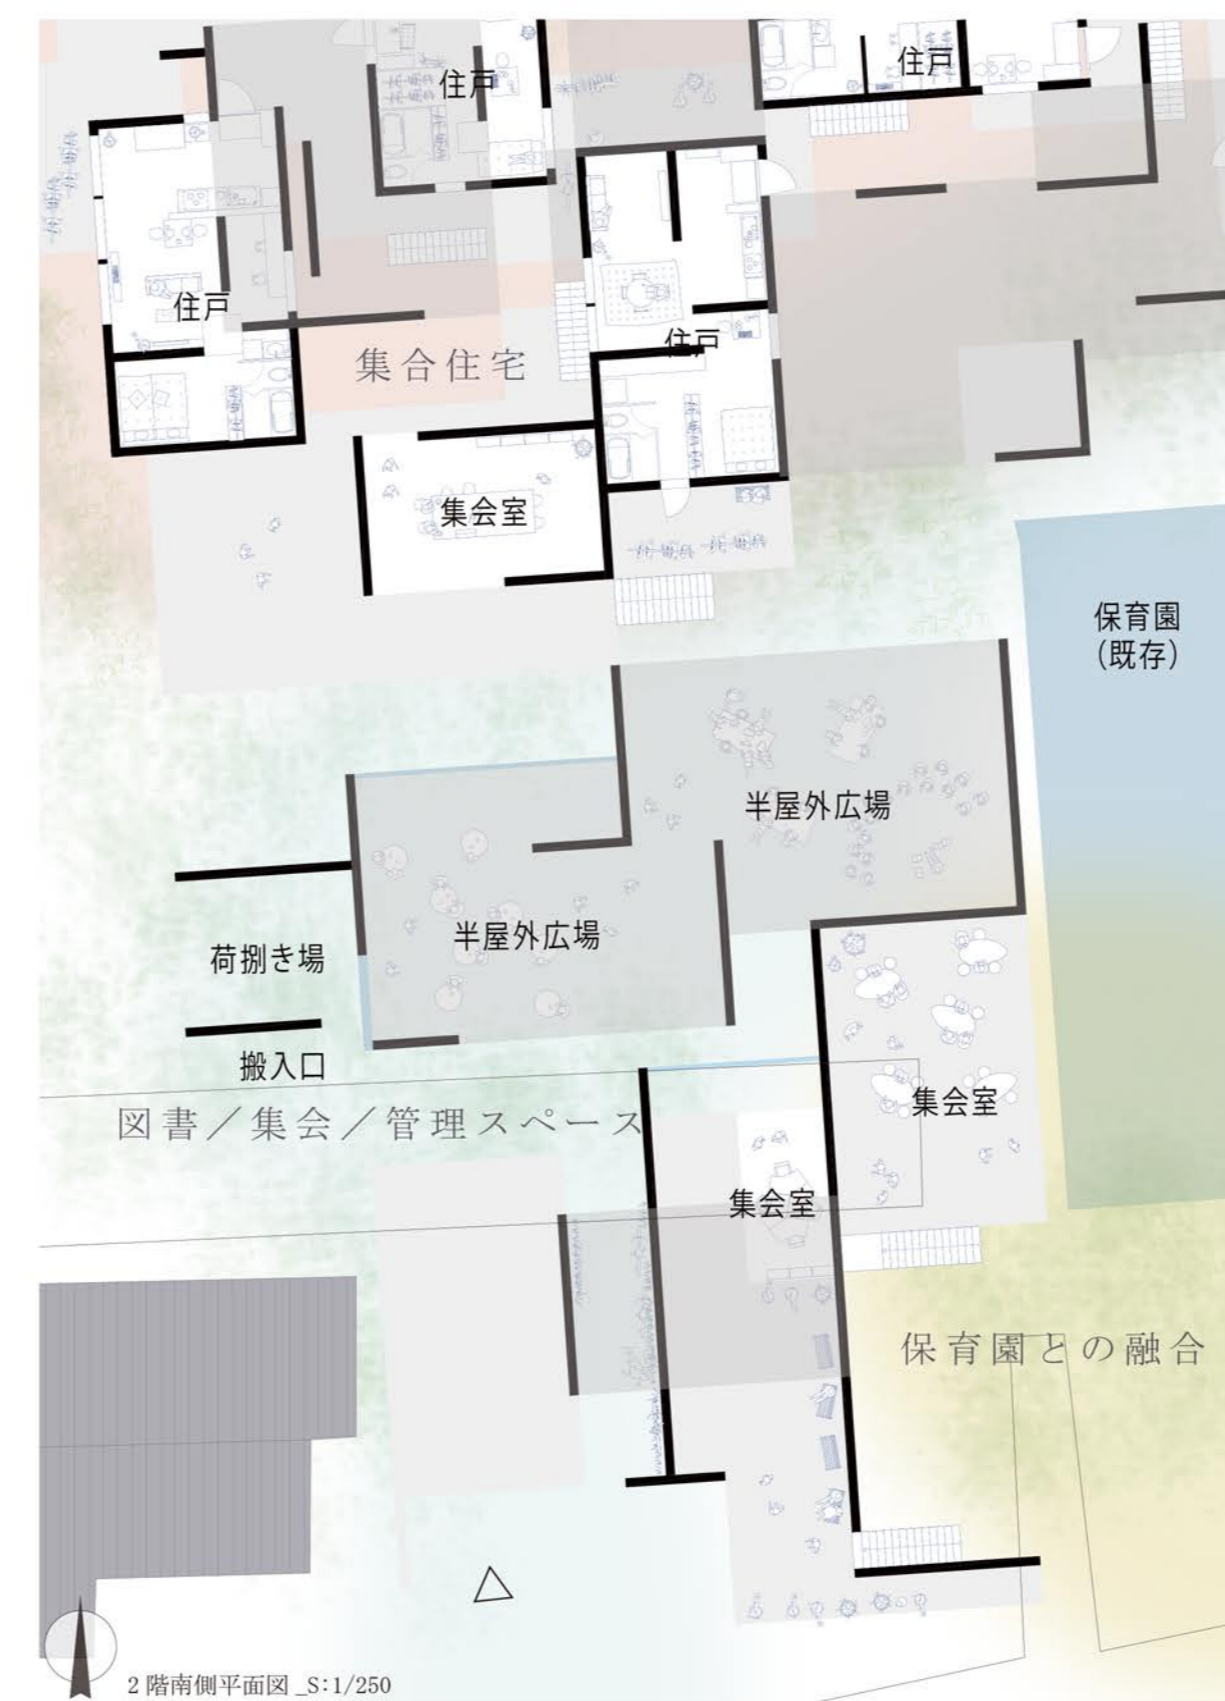 住戸
住戸
住戸
住戸
集合住宅
集会室
保育園
（既存）
半屋外広場
半屋外広場
荷捌き場
搬入口
図書／集会／管理スペース
集会室
集会室
保育園との融合
2 階南側平面図 _S:1/250